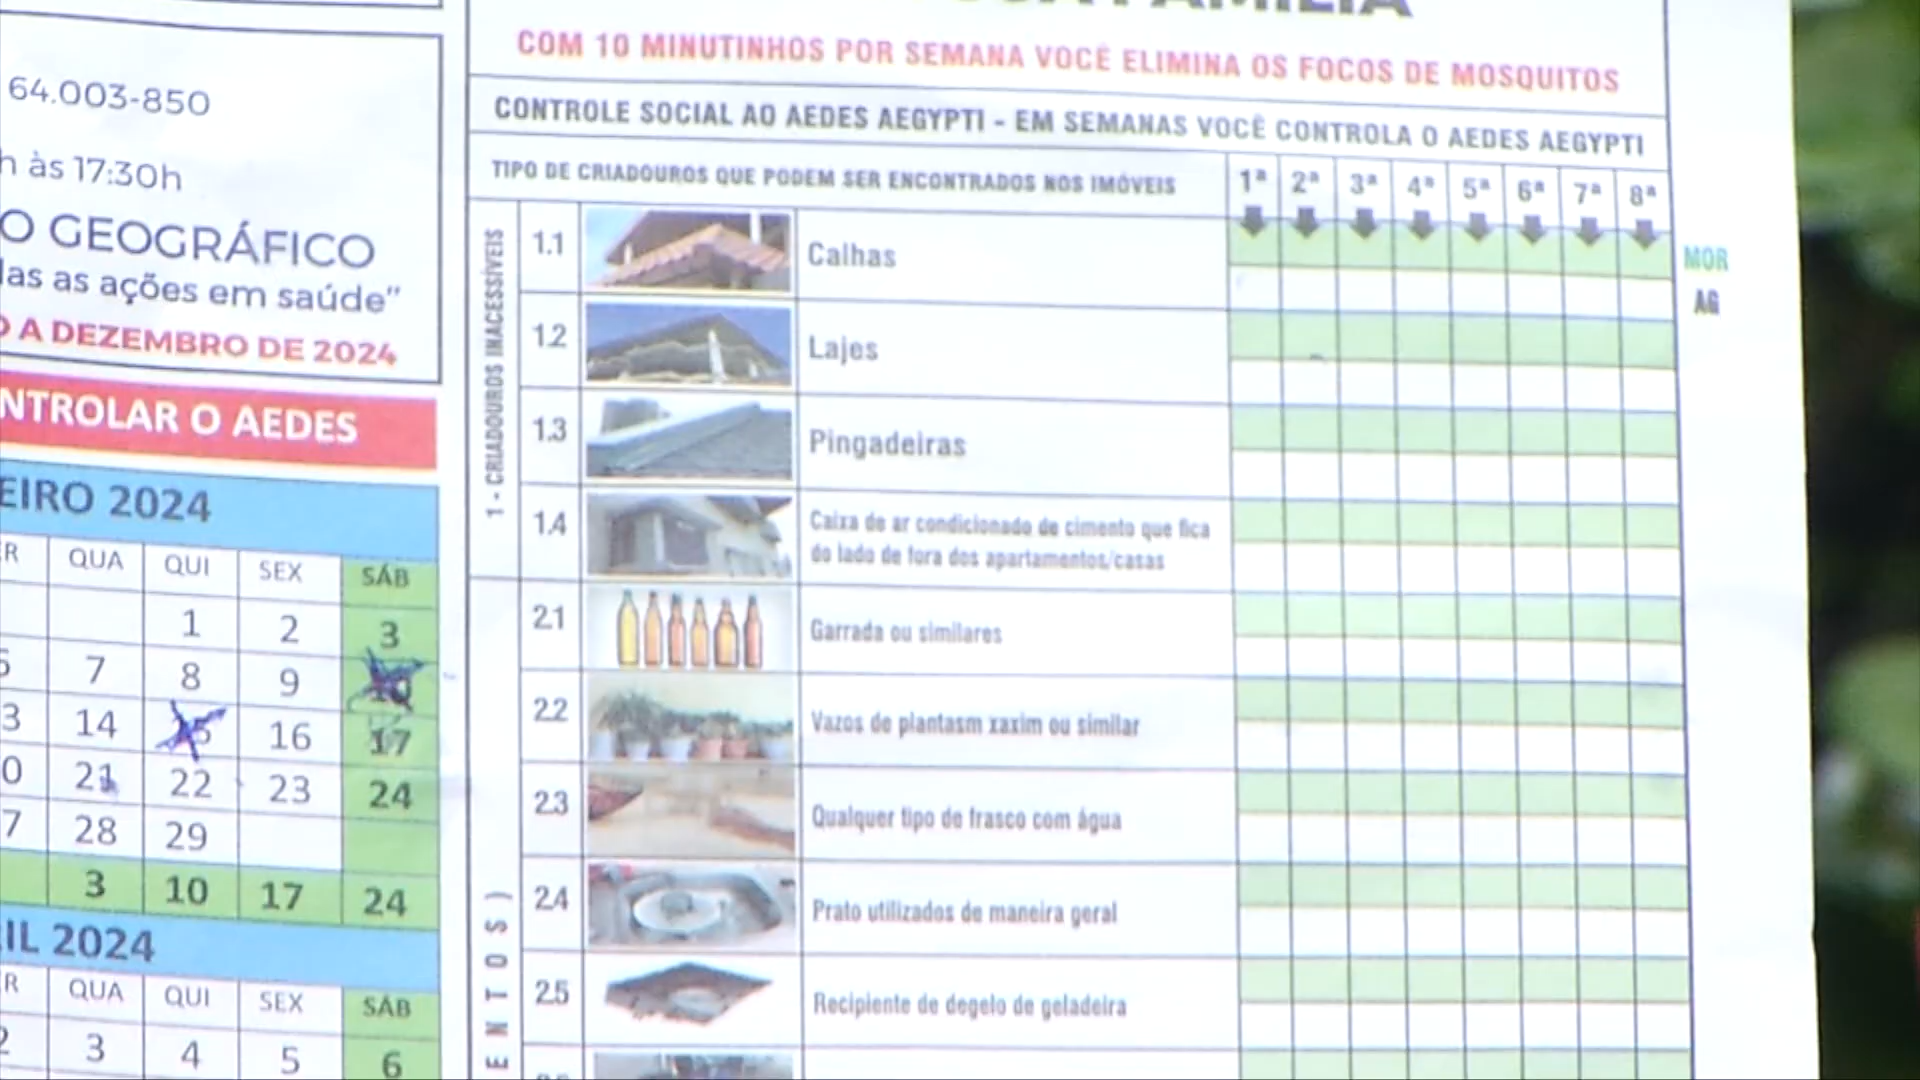 64.003-850
h às 17:30h
O GEOGRÁFICO
das as ações em saúde”
O A DEZEMBRO DE 2024
NTROLAR O AEDES
EIRO 2024
R QUA QUI SEX SÁB
1 2 3
6 7 8 9
3 14 15 16 17
0 21 22 23 24
7 28 29
3 10 17 24
IL 2024
R QUA QUI SEX SÁB
2 3 4 5 6
FAMÍLIA
COM 10 MINUTINHOS POR SEMANA VOCÊ ELIMINA OS FOCOS DE MOSQUITOS
CONTROLE SOCIAL AO AEDES AEGYPTI - EM SEMANAS VOCÊ CONTROLA O AEDES AEGYPTI
TIPO DE CRIADOUROS QUE PODEM SER ENCONTRADOS NOS IMÓVEIS 1ª 2ª 3ª 4ª 5ª 6ª 7ª 8ª
1 - CRIADOUROS INACESSÍVEIS
1.1 Calhas
MOR
AG
1.2 Lajes
1.3 Pingadeiras
1.4 Caixa de ar condicionado de cimento que fica
do lado de fora dos apartamentos/casas
ENTOS)
2.1 Garrada ou similares
2.2 Vazos de plantasm xaxim ou similar
2.3 Qualquer tipo de frasco com água
2.4 Prato utilizados de maneira geral
2.5 Recipiente de degelo de geladeira